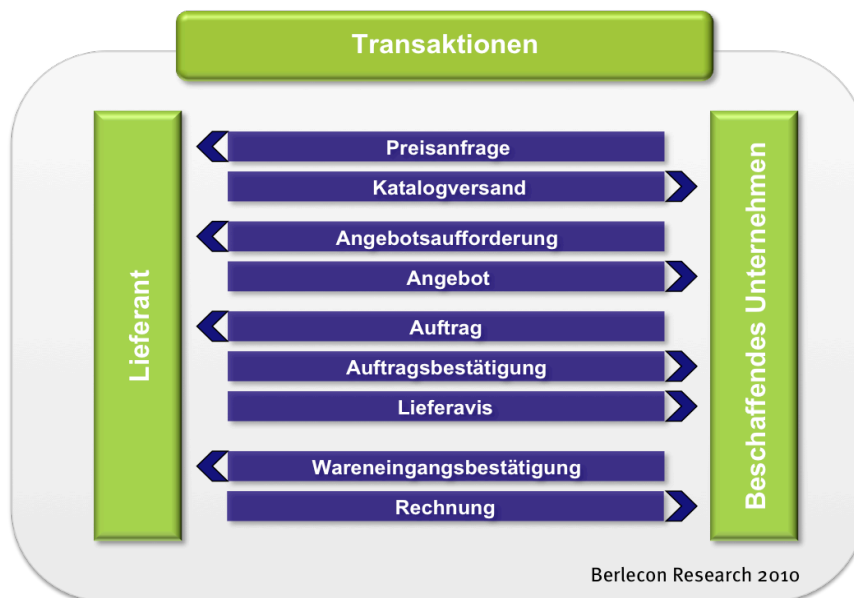 Transaktionen
Lieferant
Preisanfrage
Katalogversand
Angebotsaufforderung
Angebot
Auftrag
Auftragsbestätigung
Lieferavis
Wareneingangsbestätigung
Rechnung
Beschaffendes Unternehmen
Berlecon Research 2010